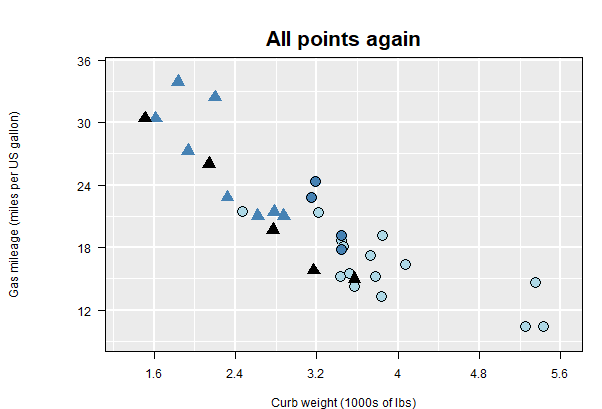 All points again
Gas mileage (miles per US gallon)
36
30
24
18
12
1.6 2.4 3.2 4 4.8 5.6
Curb weight (1000s of lbs)